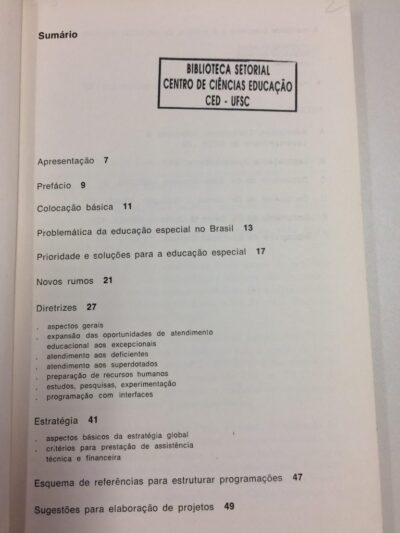 Sumário
BIBLIOTECA SETORIAL
CENTRO DE CIÊNCIAS EDUCAÇÃO
CED - UFSC
Apresentação 7
Prefácio 9
Colocação básica 11
Problemática da educação especial no Brasil 13
Prioridade e soluções para a educação especial 17
Novos rumos 21
Diretrizes 27
. aspectos gerais
. expansão das oportunidades de atendimento
educacional aos excepcionais
. atendimento aos deficientes
. atendimento aos superdotados
. preparação de recursos humanos
. estudos, pesquisas, experimentação
. programação com interfaces
Estratégia 41
. aspectos básicos da estratégia global
. critérios para prestação de assistência
técnica e financeira
Esquema de referências para estruturar programações 47
Sugestões para elaboração de projetos 49